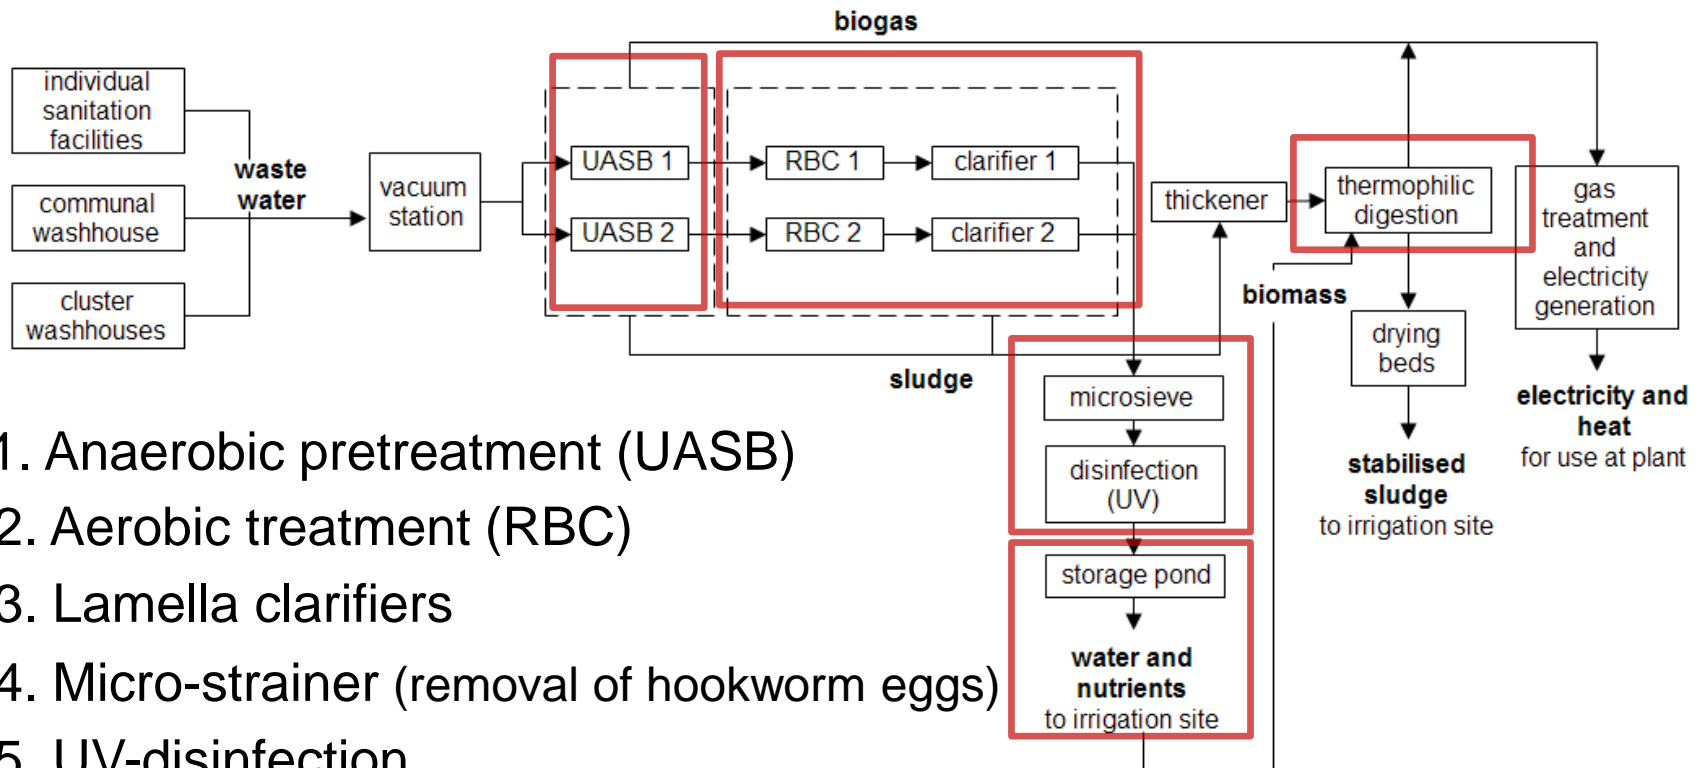 biogas
individual
sanitation
facilities
communal
washhouse
cluster
washhouses
waste
water
vacuum
station
UASB 1
UASB 2
RBC 1
RBC 2
clarifier 1
clarifier 2
sludge
thickener
thermophilic
digestion
biomass
drying
beds
stabilised
sludge
to irrigation site
gas
treatment
and
electricity
generation
electricity and
heat
for use at plant
microsieve
disinfection
(UV)
storage pond
water and
nutrients
to irrigation site
1. Anaerobic pretreatment (UASB)
2. Aerobic treatment (RBC)
3. Lamella clarifiers
4. Micro-strainer (removal of hookworm eggs)
5. UV-disinfection